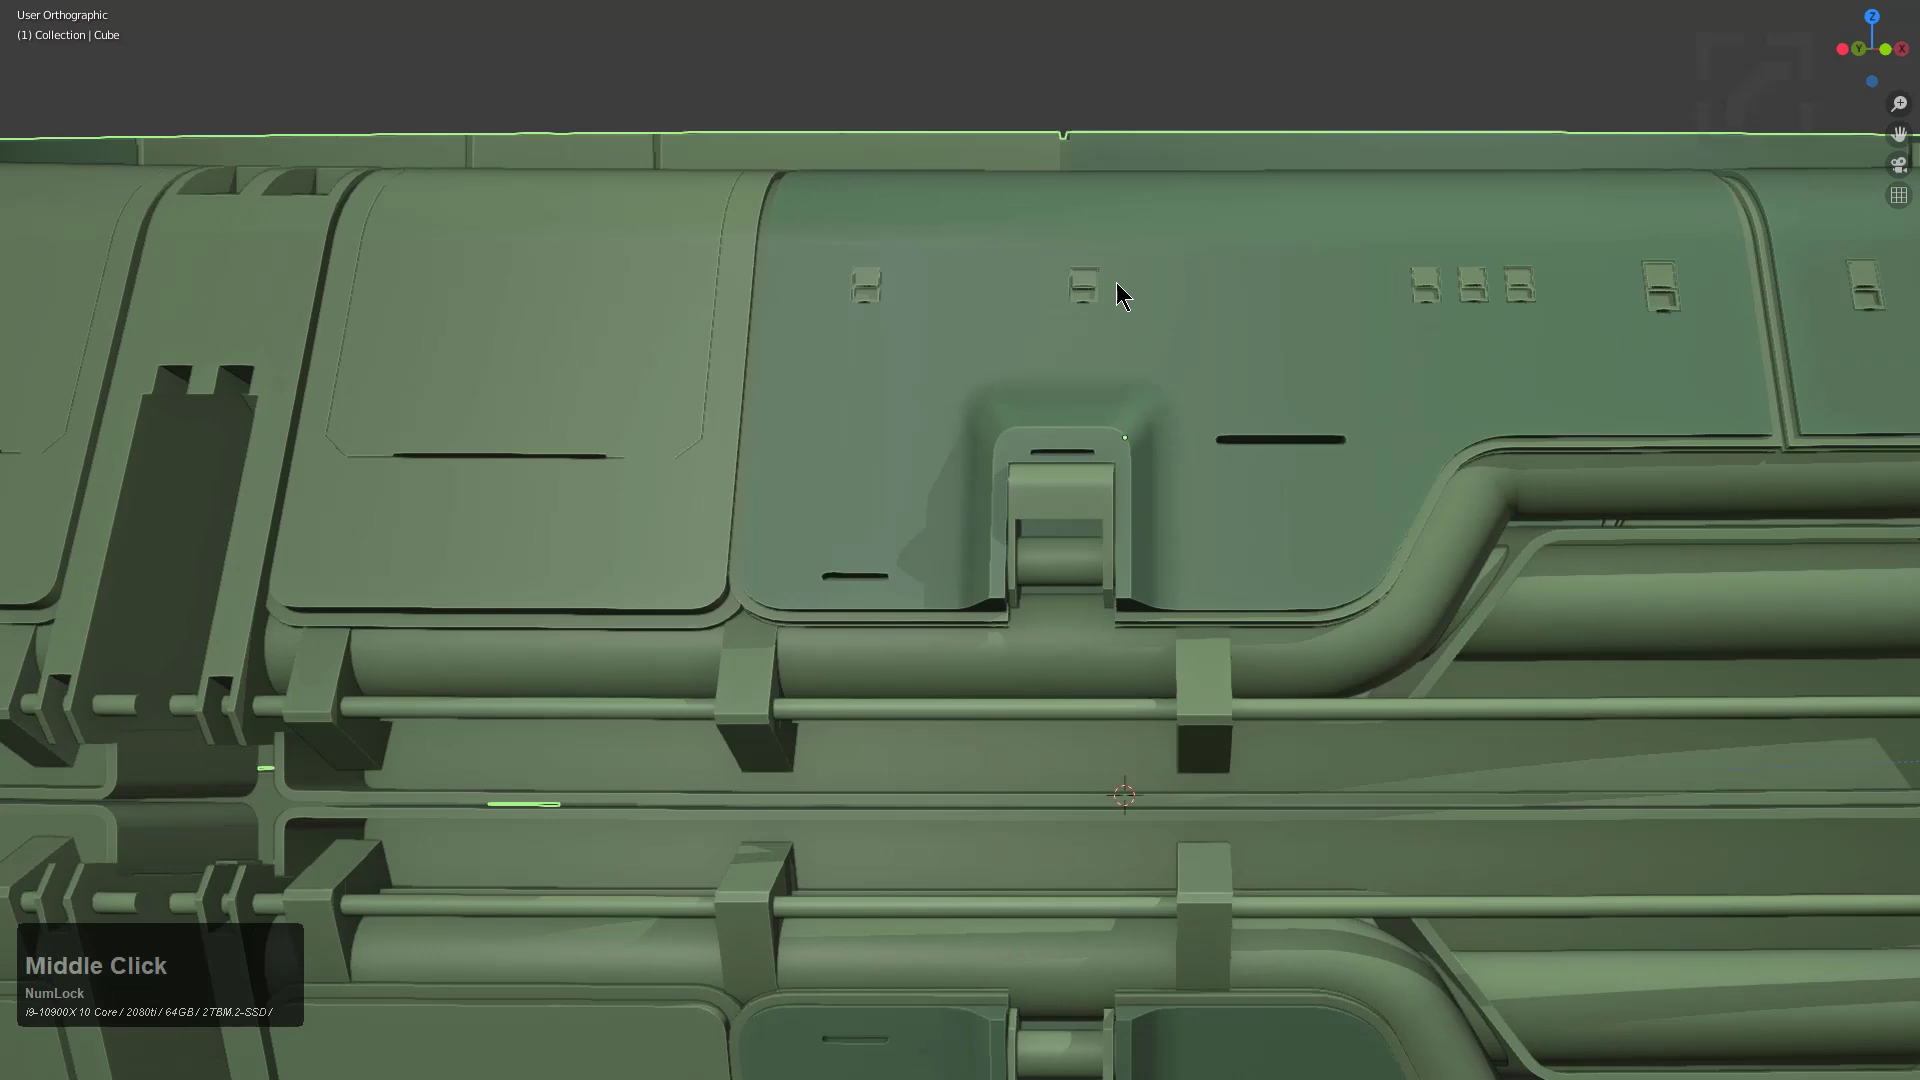 User Orthographic
(1) Collection | Cube
Z
Y
X
Middle Click
NumLock
i9-10900X 10 Core / 2080ti / 64GB / 2TBM.2-SSD /